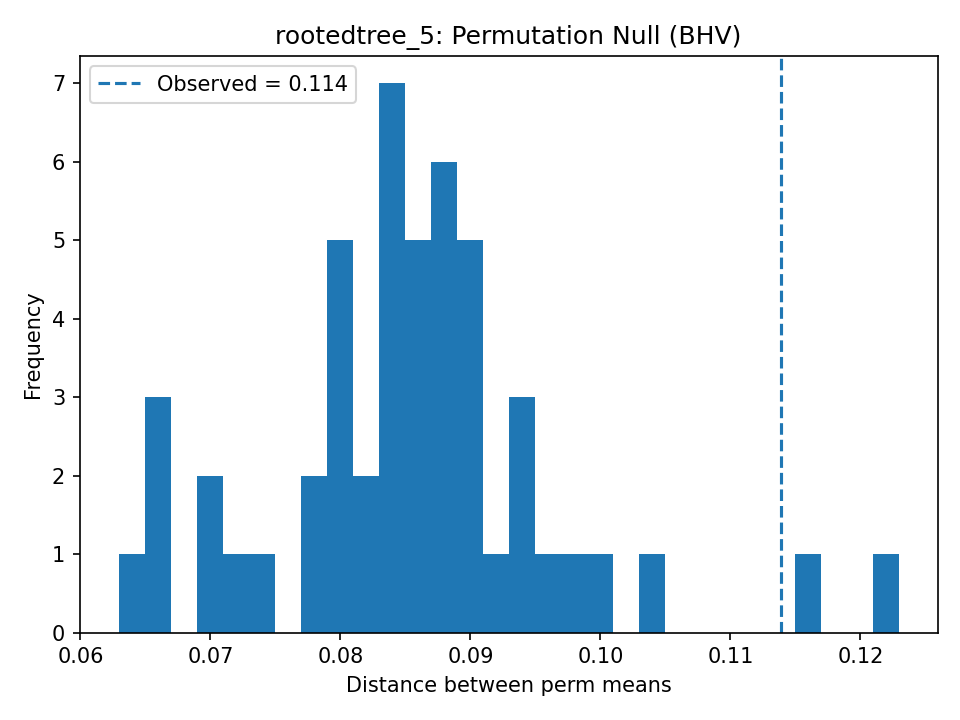 rootedtree_5: Permutation Null (BHV)
Observed = 0.114
Frequency
7
6
5
4
3
2
1
0
0.06 0.07 0.08 0.09 0.10 0.11 0.12
Distance between perm means